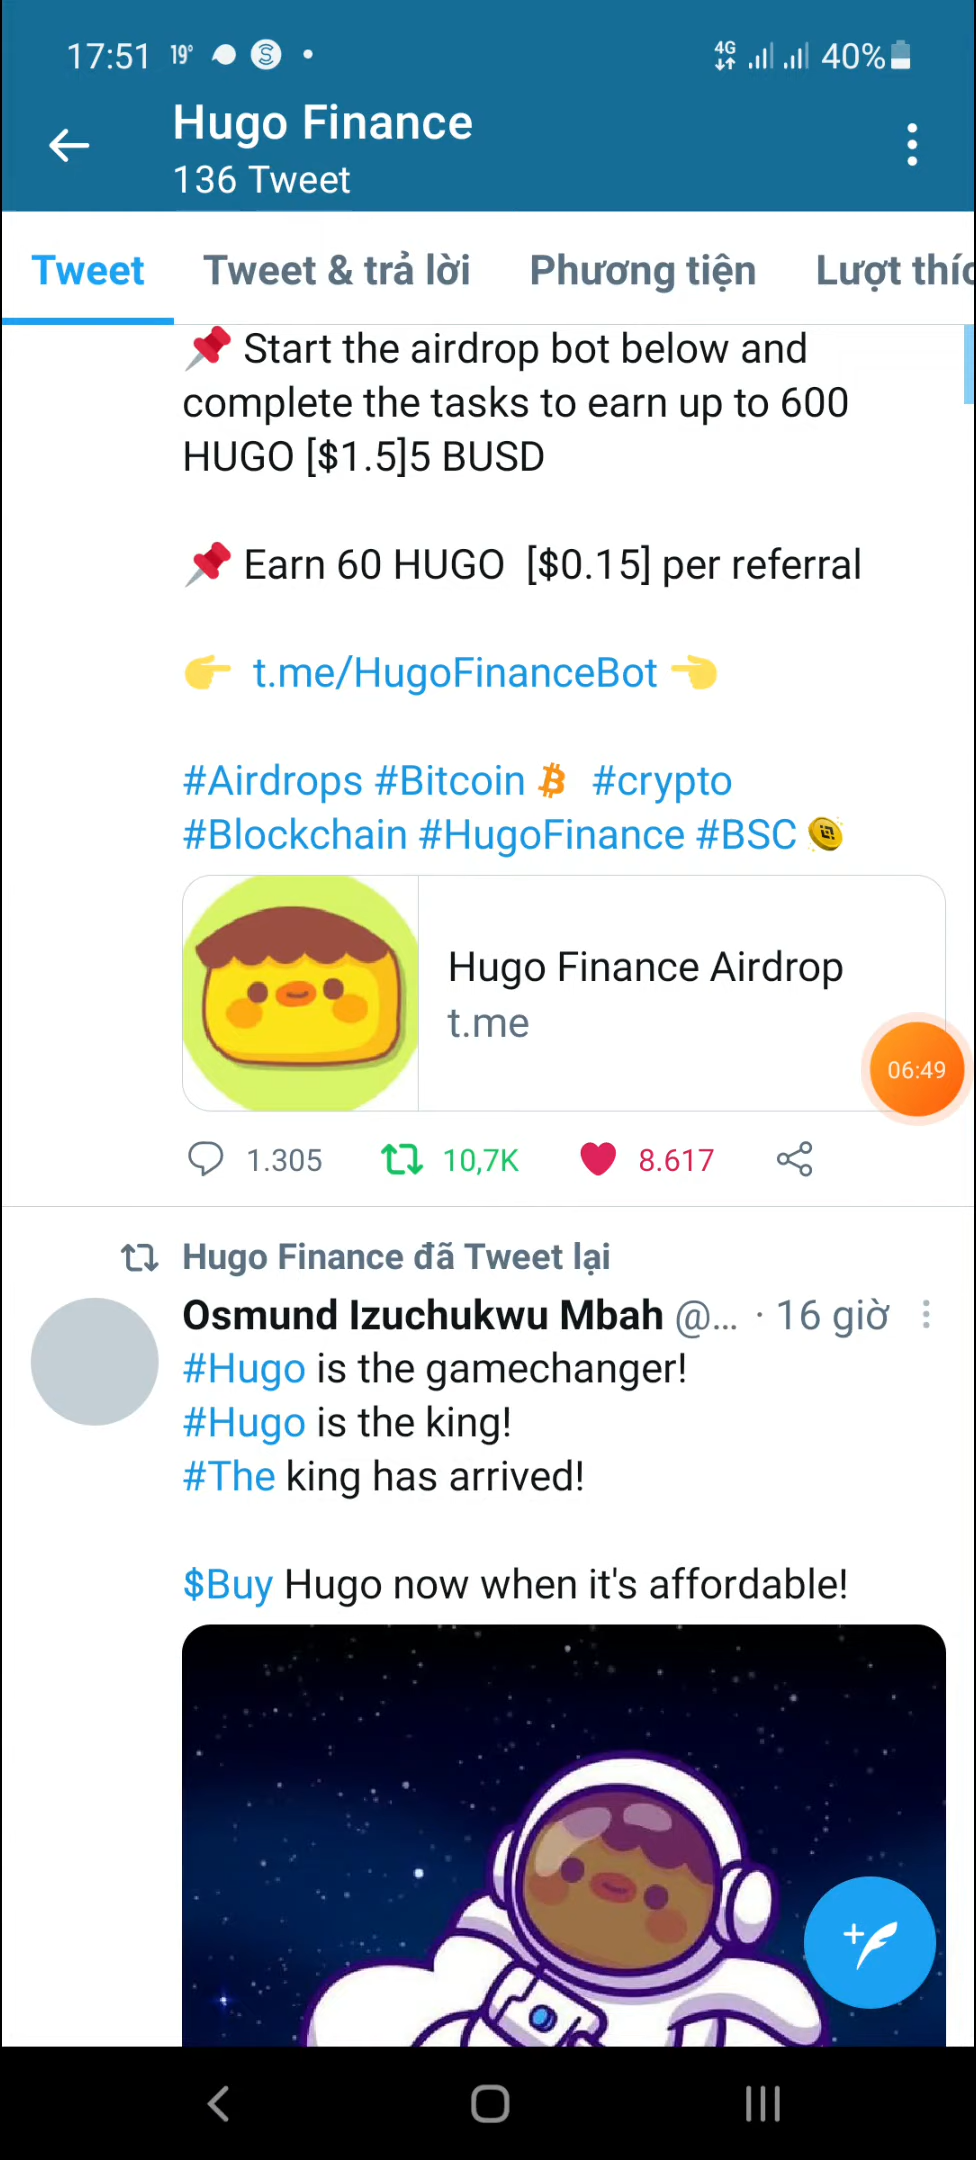 17:51 19° S 4G 40%
Hugo Finance
136 Tweet
Tweet Tweet & trả lời Phương tiện Lượt thíc
Start the airdrop bot below and
complete the tasks to earn up to 600
HUGO [$1.5]5 BUSD
Earn 60 HUGO [$0.15] per referral
t.me/HugoFinanceBot
#Airdrops #Bitcoin #crypto
#Blockchain #HugoFinance #BSC
Hugo Finance Airdrop
t.me
06:49
1.305 10,7K 8.617
Hugo Finance đã Tweet lại
Osmund Izuchukwu Mbah @... · 16 giờ
#Hugo is the gamechanger!
#Hugo is the king!
#The king has arrived!
$Buy Hugo now when it's affordable!